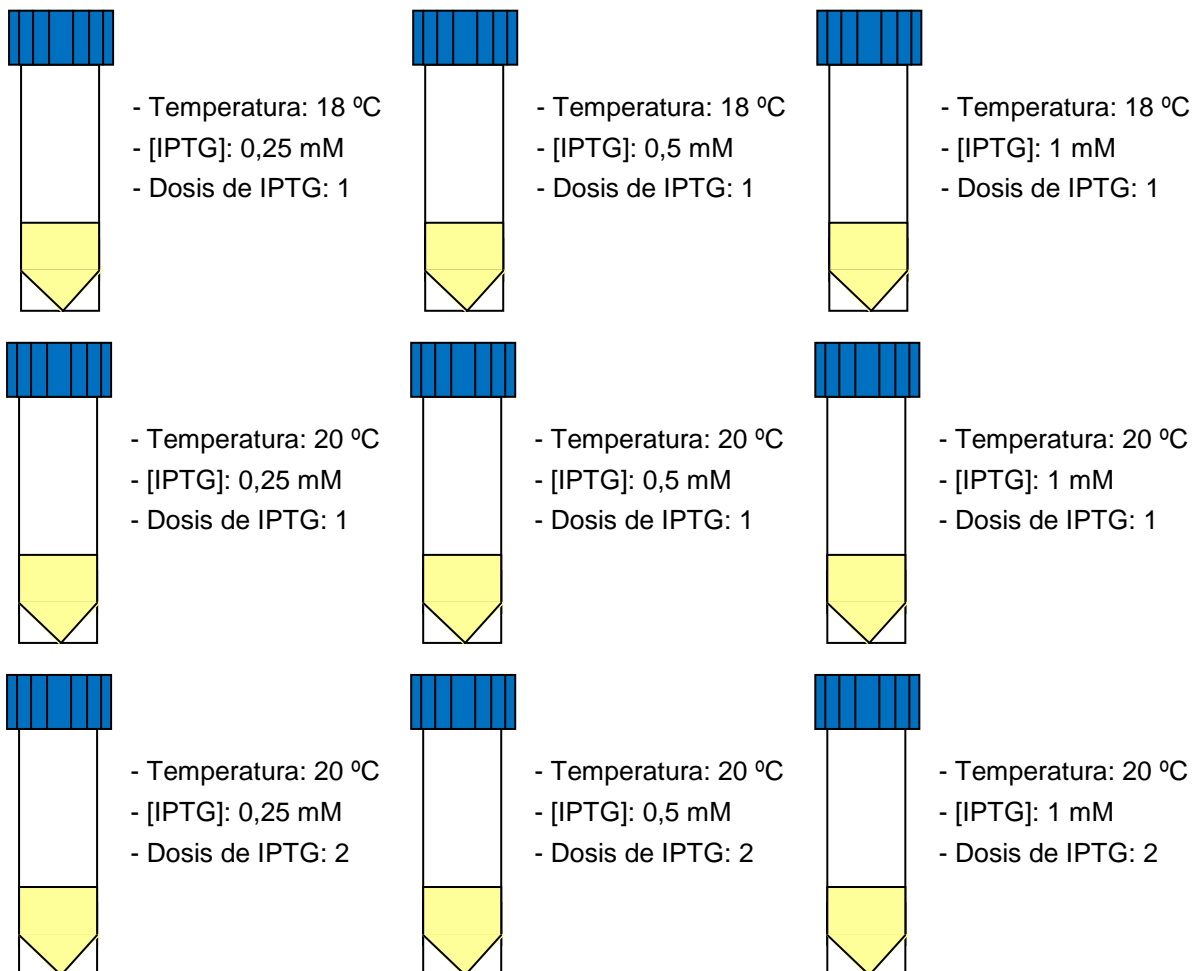 - Temperatura: 18 ºC
- [IPTG]: 0,25 mM
- Dosis de IPTG: 1
- Temperatura: 18 ºC
- [IPTG]: 0,5 mM
- Dosis de IPTG: 1
- Temperatura: 18 ºC
- [IPTG]: 1 mM
- Dosis de IPTG: 1
- Temperatura: 20 ºC
- [IPTG]: 0,25 mM
- Dosis de IPTG: 1
- Temperatura: 20 ºC
- [IPTG]: 0,5 mM
- Dosis de IPTG: 1
- Temperatura: 20 ºC
- [IPTG]: 1 mM
- Dosis de IPTG: 1
- Temperatura: 20 ºC
- [IPTG]: 0,25 mM
- Dosis de IPTG: 2
- Temperatura: 20 ºC
- [IPTG]: 0,5 mM
- Dosis de IPTG: 2
- Temperatura: 20 ºC
- [IPTG]: 1 mM
- Dosis de IPTG: 2